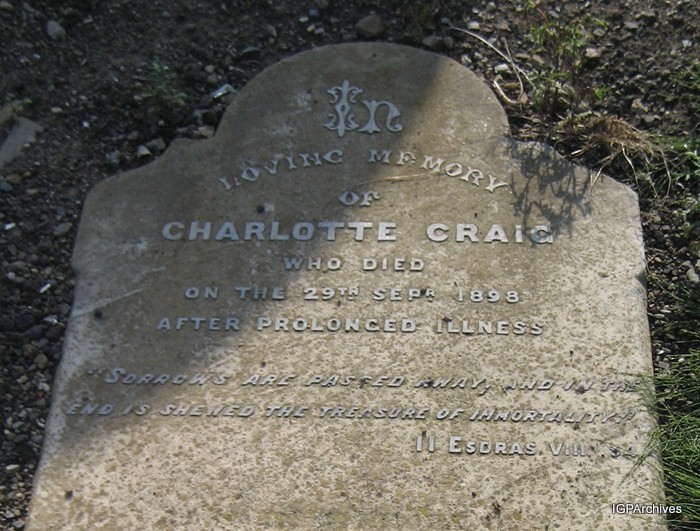 In
LOVING MEMORY
OF
CHARLOTTE CRAIG
WHO DIED
ON THE 29TH SEPR 1898
AFTER PROLONGED ILLNESS
"SORROWS ARE PASSED AWAY, AND IN THE
END IS SHEWED THE TREASURE OF IMMORTALITY."
II ESDRAS VIII 54
IGPArchives